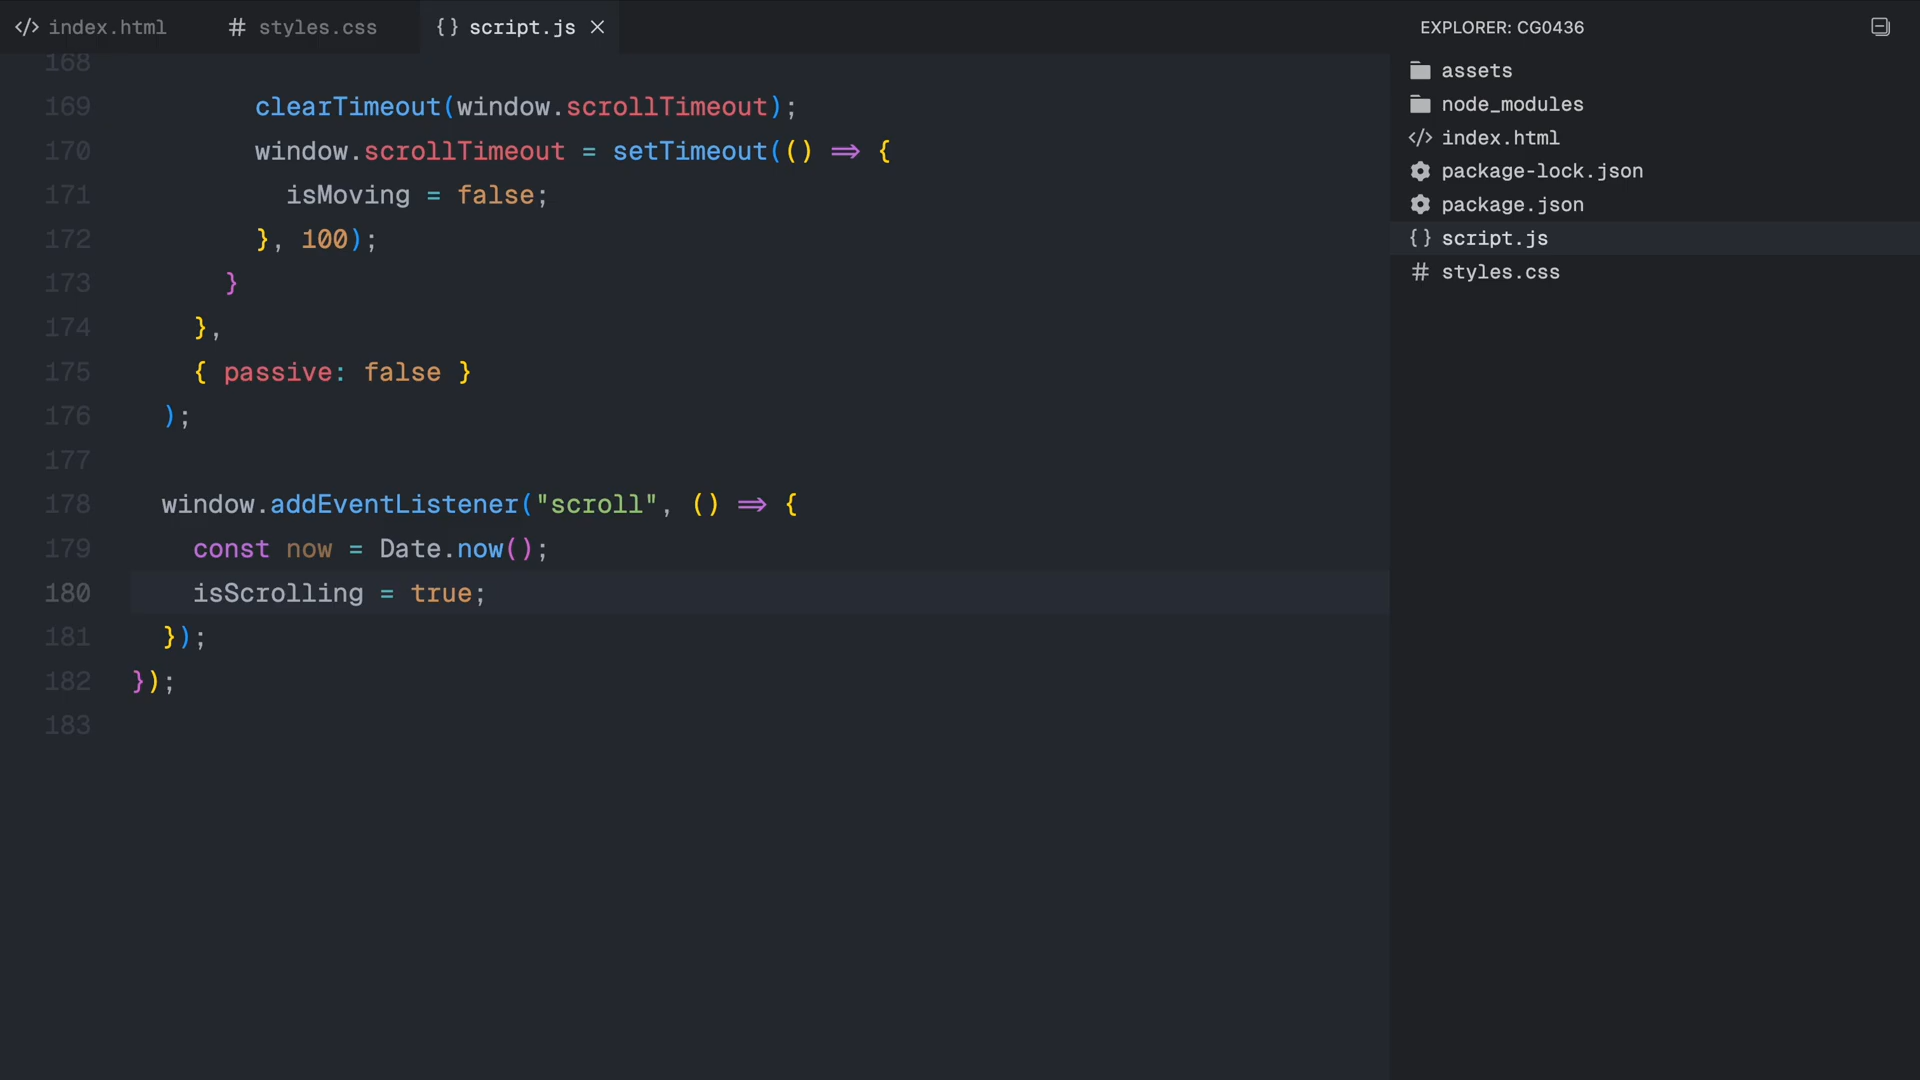 </> index.html # styles.css {} script.js ×
168
169 clearTimeout(window.scrollTimeout);
170 window.scrollTimeout = setTimeout(() => {
171 isMoving = false;
172 }, 100);
173 }
174 },
175 { passive: false }
176 );
177
178 window.addEventListener("scroll", () => {
179 const now = Date.now();
180 isScrolling = true;
181 });
182 });
183
EXPLORER: CG0436
assets
node_modules
</> index.html
package-lock.json
package.json
{} script.js
# styles.css